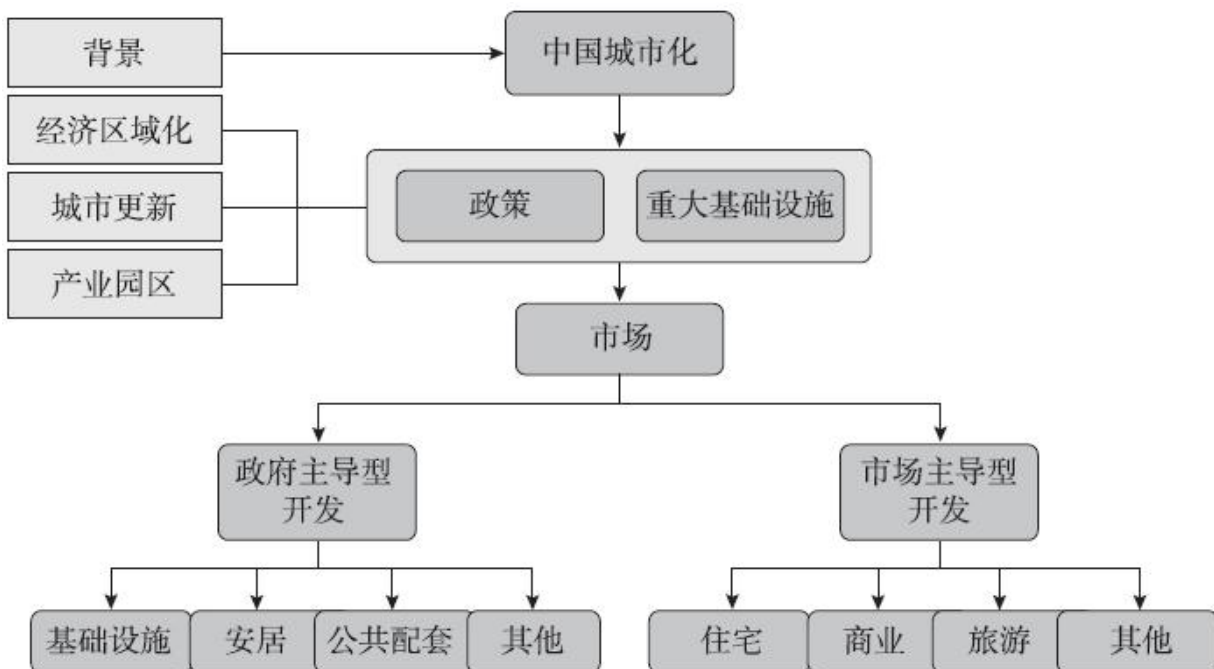 背景
中国城市化
经济区域化
城市更新
产业园区
政策
重大基础设施
市场
政府主导型
开发
市场主导型
开发
基础设施
安居
公共配套
其他
住宅
商业
旅游
其他